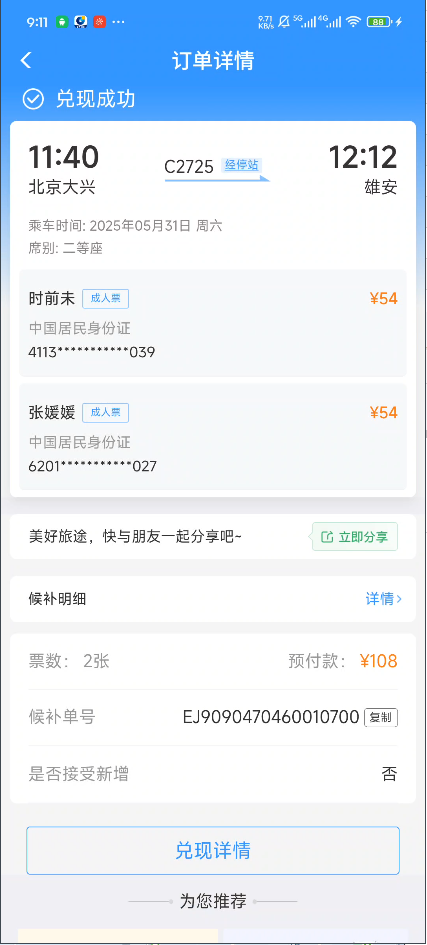 9:11
9.71 KB/s 5G 4G 88
订单详情
兑现成功
11:40 C2725 经停站 12:12
北京大兴 雄安
乘车时间: 2025年05月31日 周六
席别: 二等座
时前未 成人票 ¥54
中国居民身份证
4113***********039
张媛媛 成人票 ¥54
中国居民身份证
6201***********027
美好旅途，快与朋友一起分享吧~ 立即分享
候补明细 详情>
票数： 2张 预付款： ¥108
候补单号 EJ9090470460010700 复制
是否接受新增 否
兑现详情
为您推荐